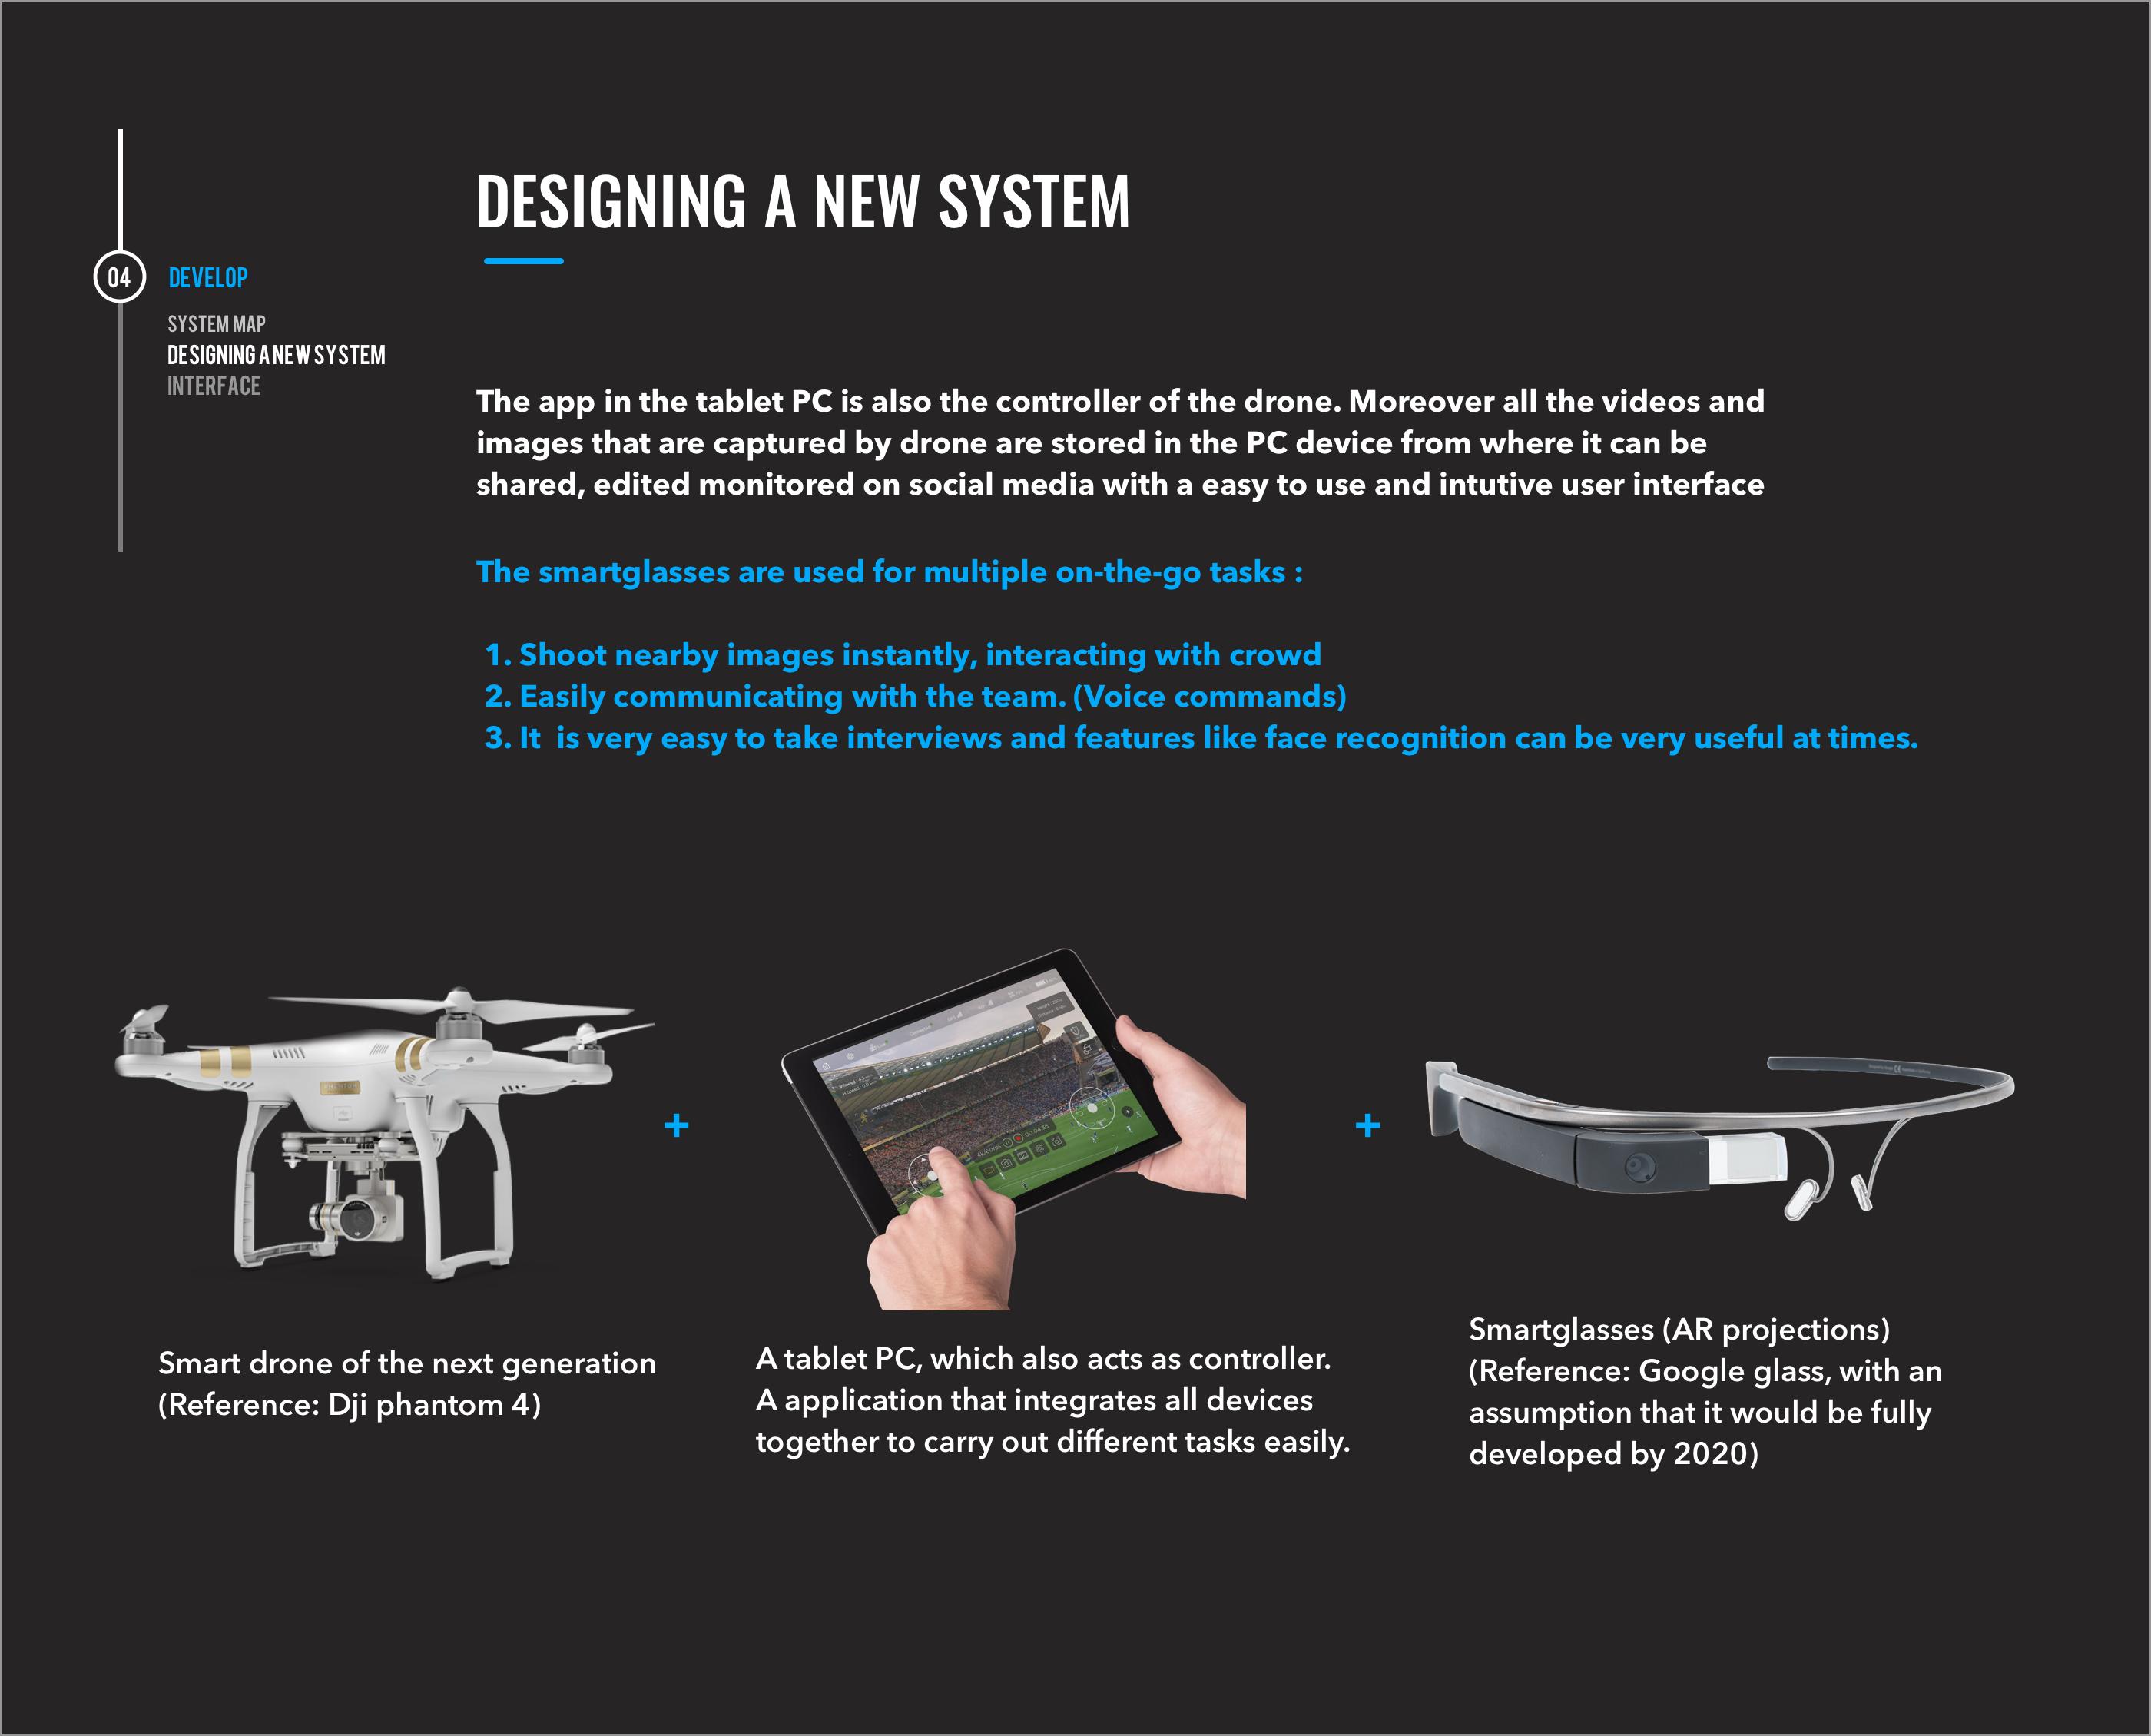 DESIGNING A NEW SYSTEM
04
DEVELOP
SYSTEM MAP
DESIGNING A NEW SYSTEM
INTERFACE
The app in the tablet PC is also the controller of the drone. Moreover all the videos and
images that are captured by drone are stored in the PC device from where it can be
shared, edited monitored on social media with a easy to use and intutive user interface
The smartglasses are used for multiple on-the-go tasks :
1. Shoot nearby images instantly, interacting with crowd
2. Easily communicating with the team. (Voice commands)
3. It  is very easy to take interviews and features like face recognition can be very useful at times.
+
+
Smart drone of the next generation
(Reference: Dji phantom 4)
A tablet PC, which also acts as controller.
A application that integrates all devices
together to carry out different tasks easily.
Smartglasses (AR projections)
(Reference: Google glass, with an
assumption that it would be fully
developed by 2020)